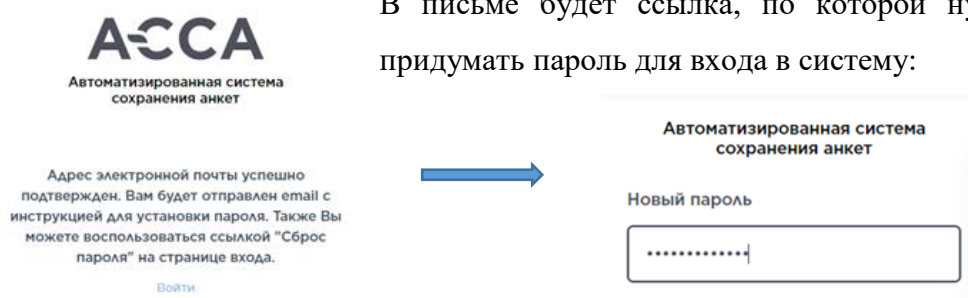 В письме будет ссылка, по которой
придумать пароль для входа в систему:
АССА
Автоматизированная система
сохранения анкет
Адрес электронной почты успешно
подтвержден. Вам будет отправлен email с
инструкцией для установки пароля. Также Вы
можете воспользоваться ссылкой "Сброс
пароля" на странице входа.
Войти
Автоматизированная система
сохранения анкет
Новый пароль